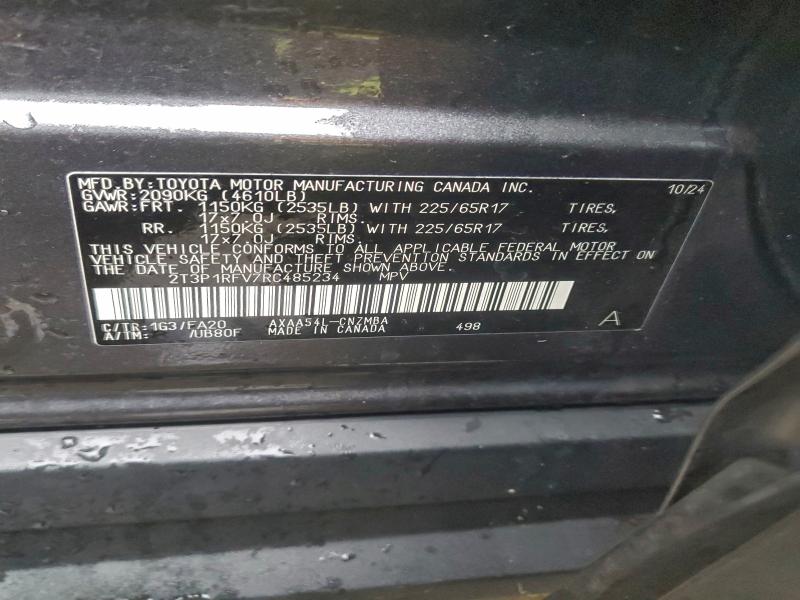 MFD. BY: TOYOTA MOTOR MANUFACTURING CANADA INC. 10/24
GVWR: 2090KG (4610LB)
GAWR: FRT. 1150KG (2535LB) WITH 225/65R17 TIRES,
17x7.0J RIMS.
RR. 1150KG (2535LB) WITH 225/65R17 TIRES,
17x7.0J RIMS.
THIS VEHICLE CONFORMS TO ALL APPLICABLE FEDERAL MOTOR
VEHICLE SAFETY AND THEFT PREVENTION STANDARDS IN EFFECT ON
THE DATE OF MANUFACTURE SHOWN ABOVE.
2T3P1RFV7RC485234 MPV
C/TR: 1G3/FA20 AXAA54L-CNZMBA
A/TM: /UB80F MADE IN CANADA 498 A